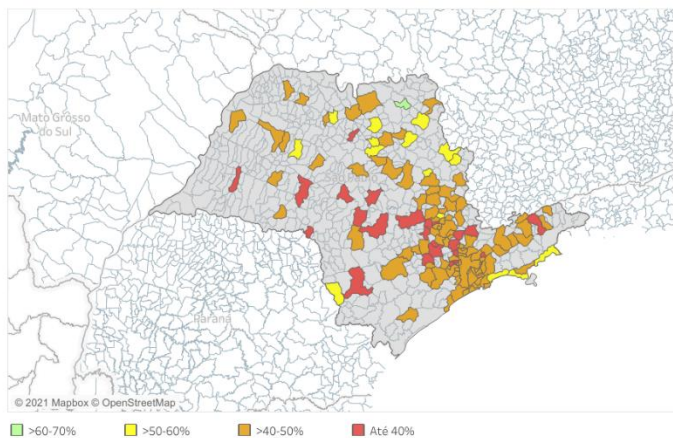 Mato Grosso
do Sul
Paraná
© 2021 Mapbox © OpenStreetMap
>60-70% >50-60% >40-50% Até 40%